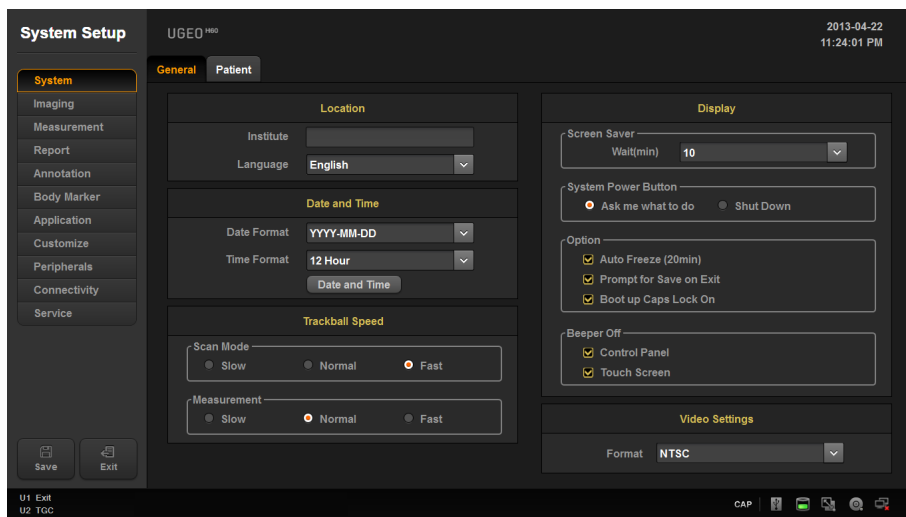 System Setup
UGEO H60
2013-04-22
11:24:01 PM
System
Imaging
Measurement
Report
Annotation
Body Marker
Application
Customize
Peripherals
Connectivity
Service
Save
Exit
General
Patient
Location
Institute
Language
English
Date and Time
Date Format
YYYY-MM-DD
Time Format
12 Hour
Date and Time
Trackball Speed
Scan Mode
Slow
Normal
Fast
Measurement
Slow
Normal
Fast
Display
Screen Saver
Wait(min)
10
System Power Button
Ask me what to do
Shut Down
Option
Auto Freeze (20min)
Prompt for Save on Exit
Boot up Caps Lock On
Beeper Off
Control Panel
Touch Screen
Video Settings
Format
NTSC
U1 Exit
U2 TGC
CAP